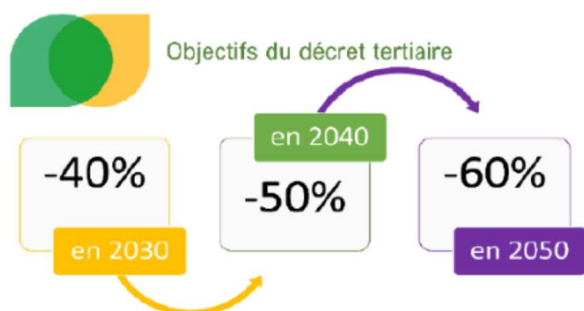 Objectifs du décret tertiaire
-40%
en 2030
en 2040
-50%
-60%
en 2050